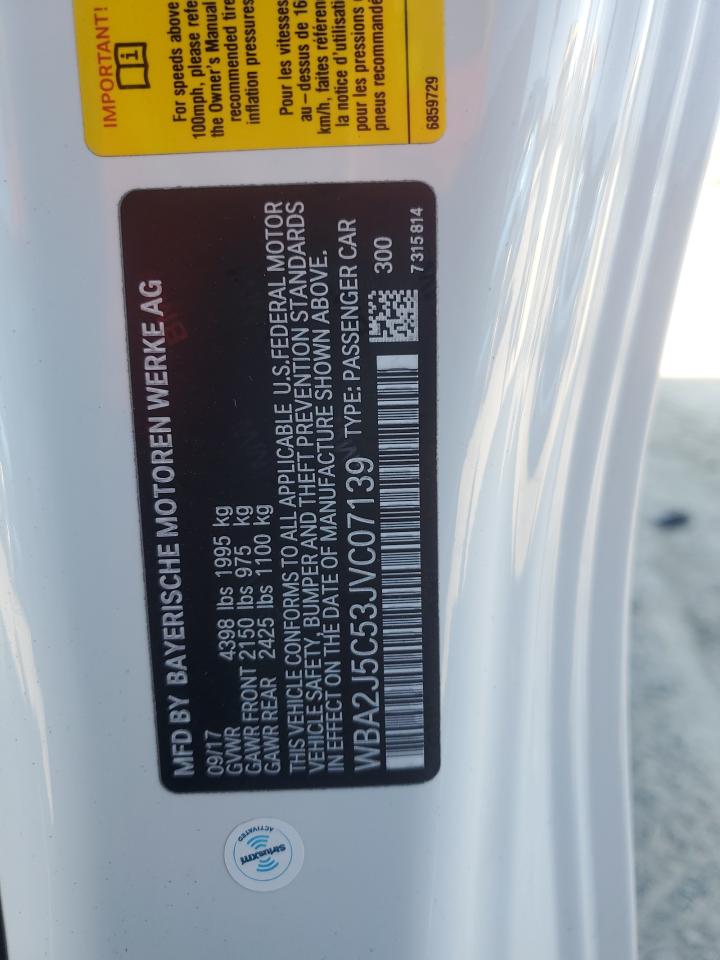 IMPORTANT!
For speeds above
100mph, please refe
the Owner's Manual
recommended tire
inflation pressures
Pour les vitesses
au-dessus de 16
km/h, faites référen
la notice d'utilisati
pour les pressions
pneus recommandé
6859729
MFD BY BAYERISCHE MOTOREN WERKE AG
09/17
GVWR 4398 lbs 1995 kg
GAWR FRONT 2150 lbs 975 kg
GAWR REAR 2425 lbs 1100 kg
THIS VEHICLE CONFORMS TO ALL APPLICABLE U.S.FEDERAL MOTOR
VEHICLE SAFETY, BUMPER AND THEFT PREVENTION STANDARDS
IN EFFECT ON THE DATE OF MANUFACTURE SHOWN ABOVE.
WBA2J5C53JVC07139 TYPE: PASSENGER CAR
300
7315814
SiriusXM
ACTIVATED